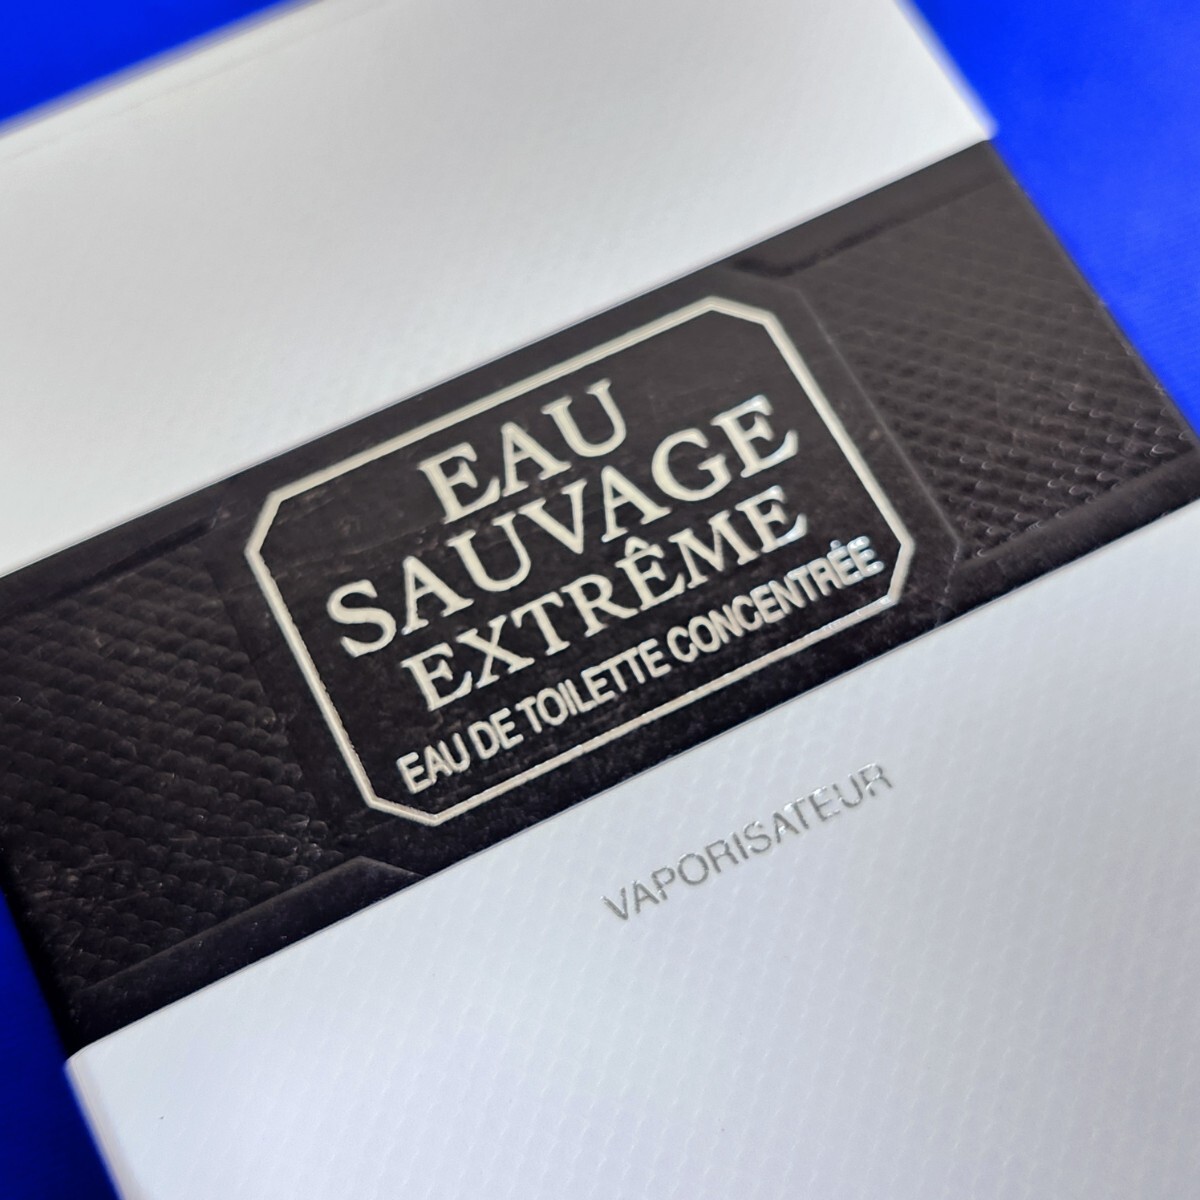 EAU
SAUVAGE
EXTRÊME
EAU DE TOILETTE CONCENTRÉE
VAPORISATEUR